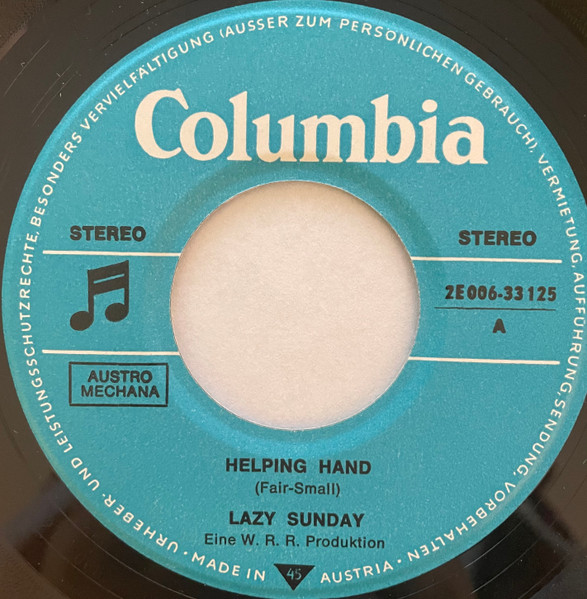 URHEBER- UND LEISTUNGSSCHUTZRECHTE, BESONDERS VERVIELFÄLTIGUNG (AUSSER ZUM PERSÖNLICHEN GEBRAUCH), VERMIETUNG, AUFFÜHRUNG, SENDUNG, VORBEHALTEN
Columbia
STEREO
STEREO
2E 006-33 125
A
AUSTRO
MECHANA
HELPING HAND
(Fair-Small)
LAZY SUNDAY
Eine W. R. R. Produktion
· MADE IN 45 AUSTRIA ·